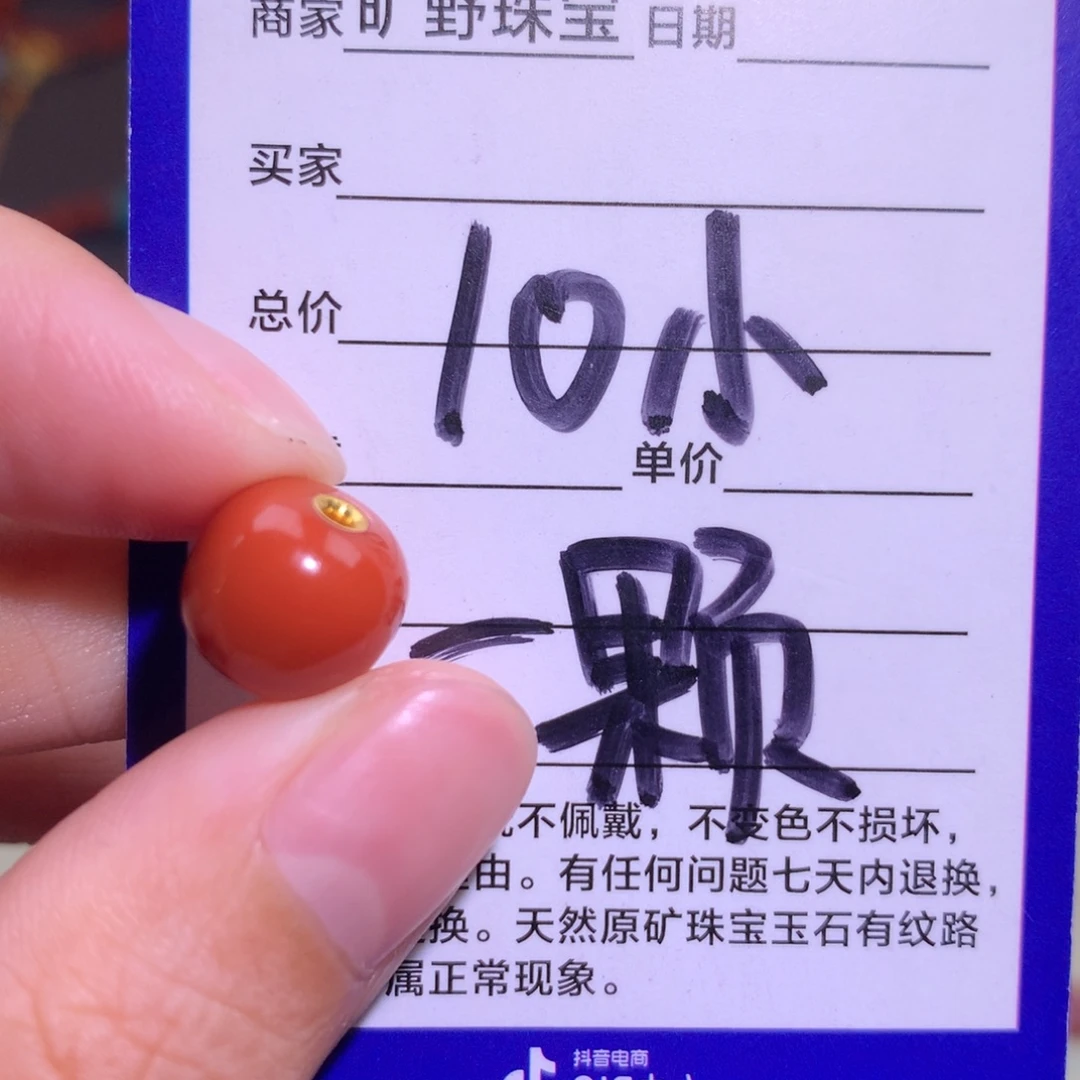 商家 旷野珠宝 日期
买家
总价 10小
单价
一颗
不佩戴，不变色不损坏，
由。有任何问题七天内退换，
换。天然原矿珠宝玉石有纹路
属正常现象。
抖音电商